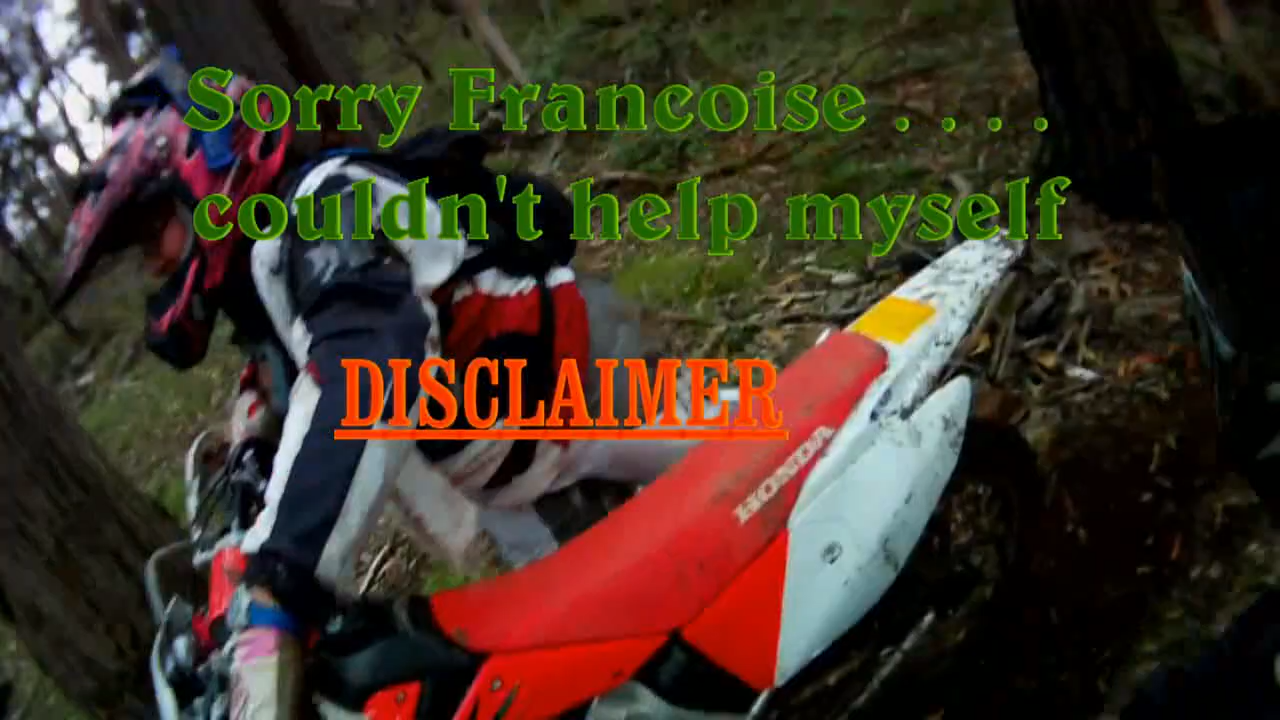 Sorry Francoise . . . .
couldn't help myself
DISCLAIMER
HONDA